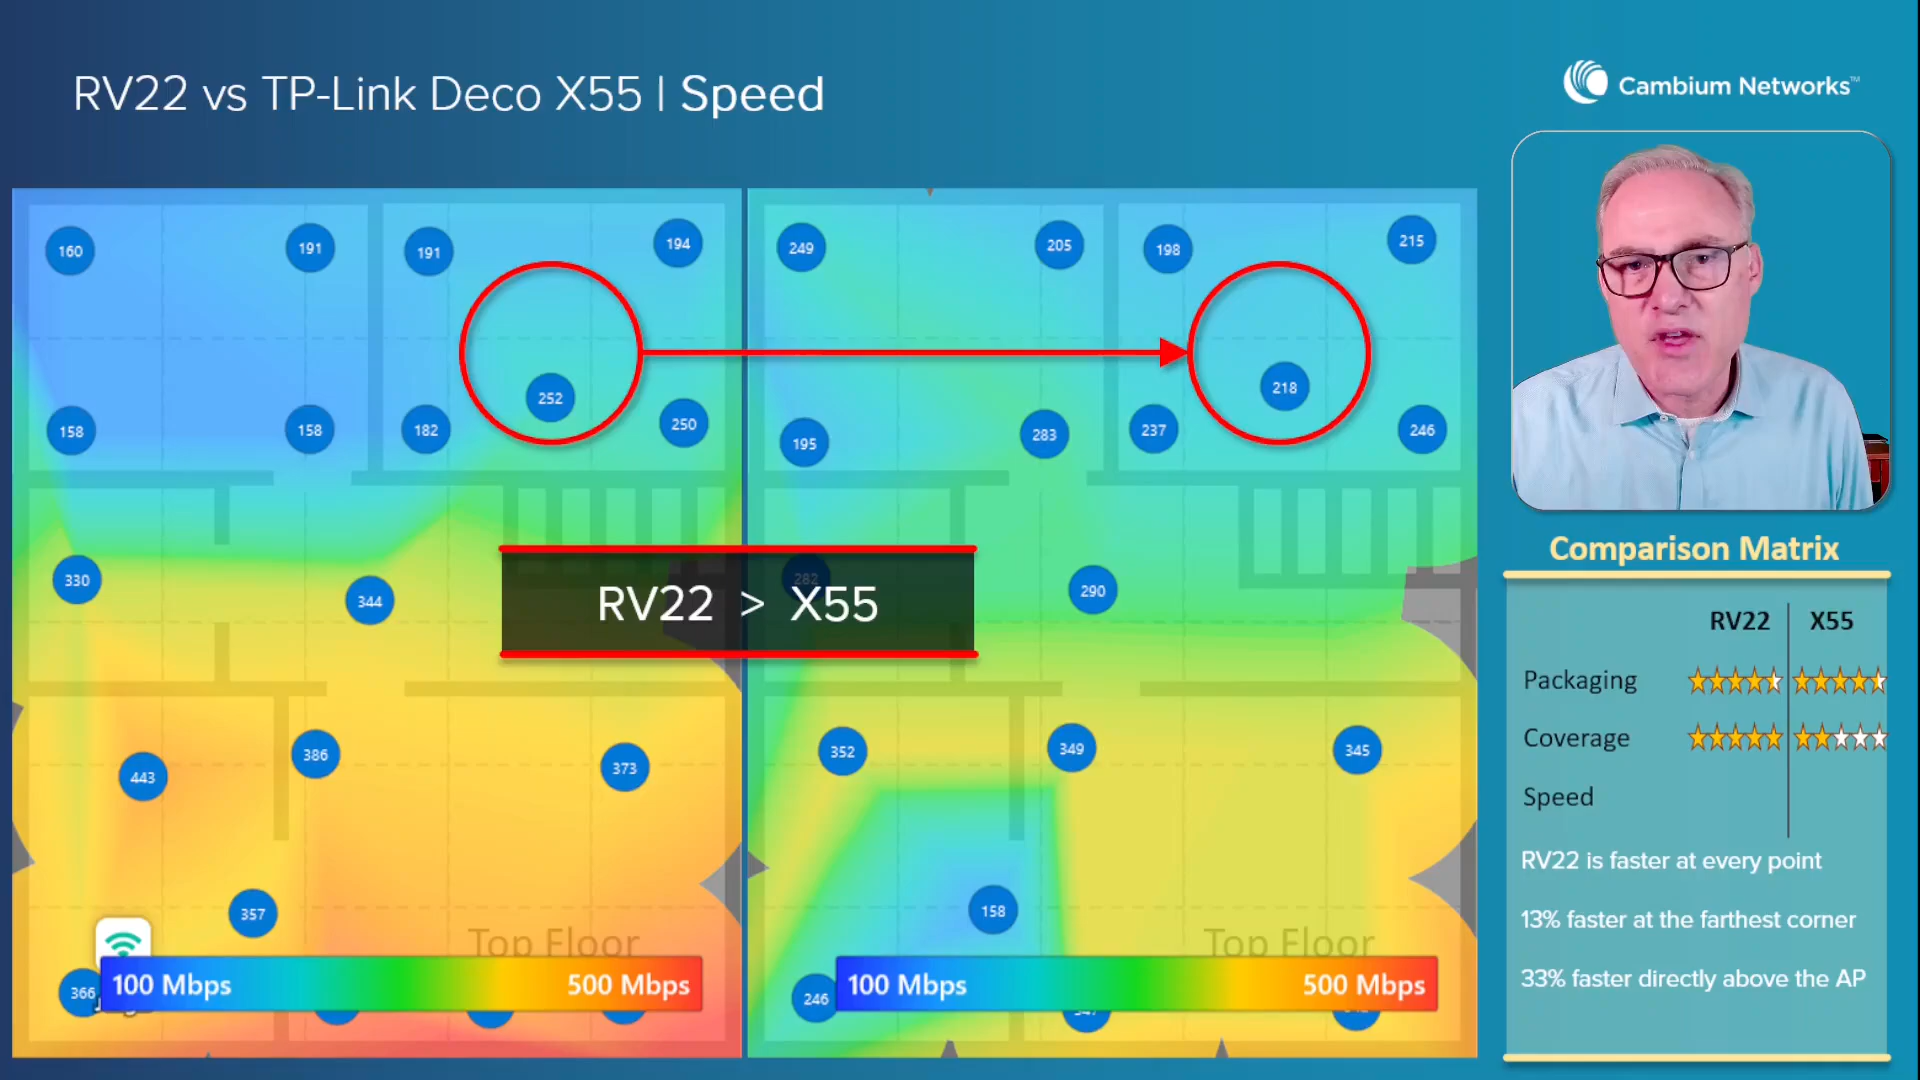 RV22 vs TP-Link Deco X55 | Speed
Cambium Networks™
160
191
191
194
249
205
198
215
252
218
158
158
182
250
195
283
237
246
330
344
282
290
RV22 > X55
443
386
373
352
349
345
357
158
Top Floor
Top Floor
366
100 Mbps
500 Mbps
246
100 Mbps
500 Mbps
Comparison Matrix
RV22
X55
Packaging
Coverage
Speed
RV22 is faster at every point
13% faster at the farthest corner
33% faster directly above the AP